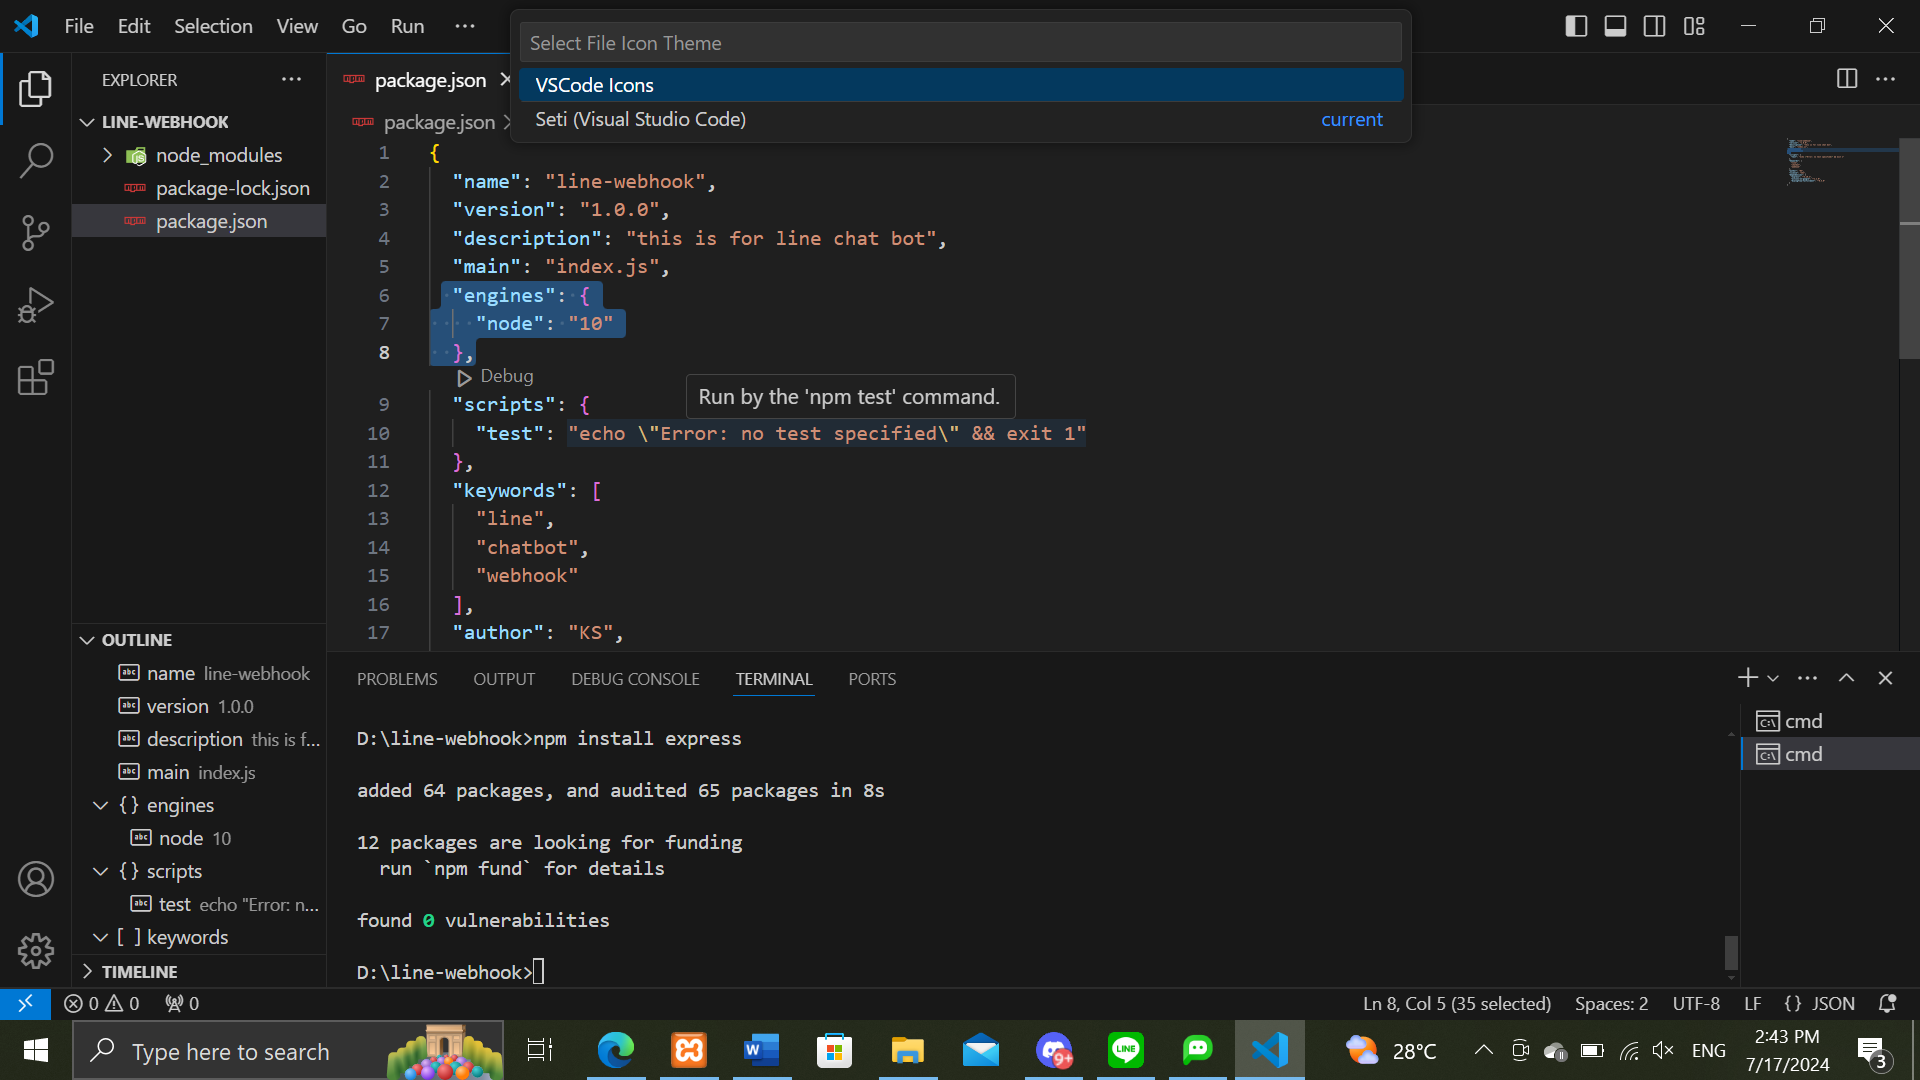 File Edit Selection View Go Run ···
Select File Icon Theme
VSCode Icons
Seti (Visual Studio Code) current
EXPLORER
LINE-WEBHOOK
node_modules
package-lock.json
package.json
package.json
package.json
1 {
2 "name": "line-webhook",
3 "version": "1.0.0",
4 "description": "this is for line chat bot",
5 "main": "index.js",
6 "engines": {
7 "node": "10"
8 },
Debug
Run by the 'npm test' command.
9 "scripts": {
10 "test": "echo \"Error: no test specified\" && exit 1"
11 },
12 "keywords": [
13 "line",
14 "chatbot",
15 "webhook"
16 ],
17 "author": "KS",
OUTLINE
name line-webhook
version 1.0.0
description this is f...
main index.js
{} engines
node 10
{} scripts
test echo "Error: n...
[ ] keywords
TIMELINE
PROBLEMS OUTPUT DEBUG CONSOLE TERMINAL PORTS
cmd
cmd
D:\line-webhook>npm install express
added 64 packages, and audited 65 packages in 8s
12 packages are looking for funding
run `npm fund` for details
found 0 vulnerabilities
D:\line-webhook>
0 0 0
Ln 8, Col 5 (35 selected) Spaces: 2 UTF-8 LF {} JSON
Type here to search
W
9+
LINE
28°C
ENG
2:43 PM
7/17/2024
3